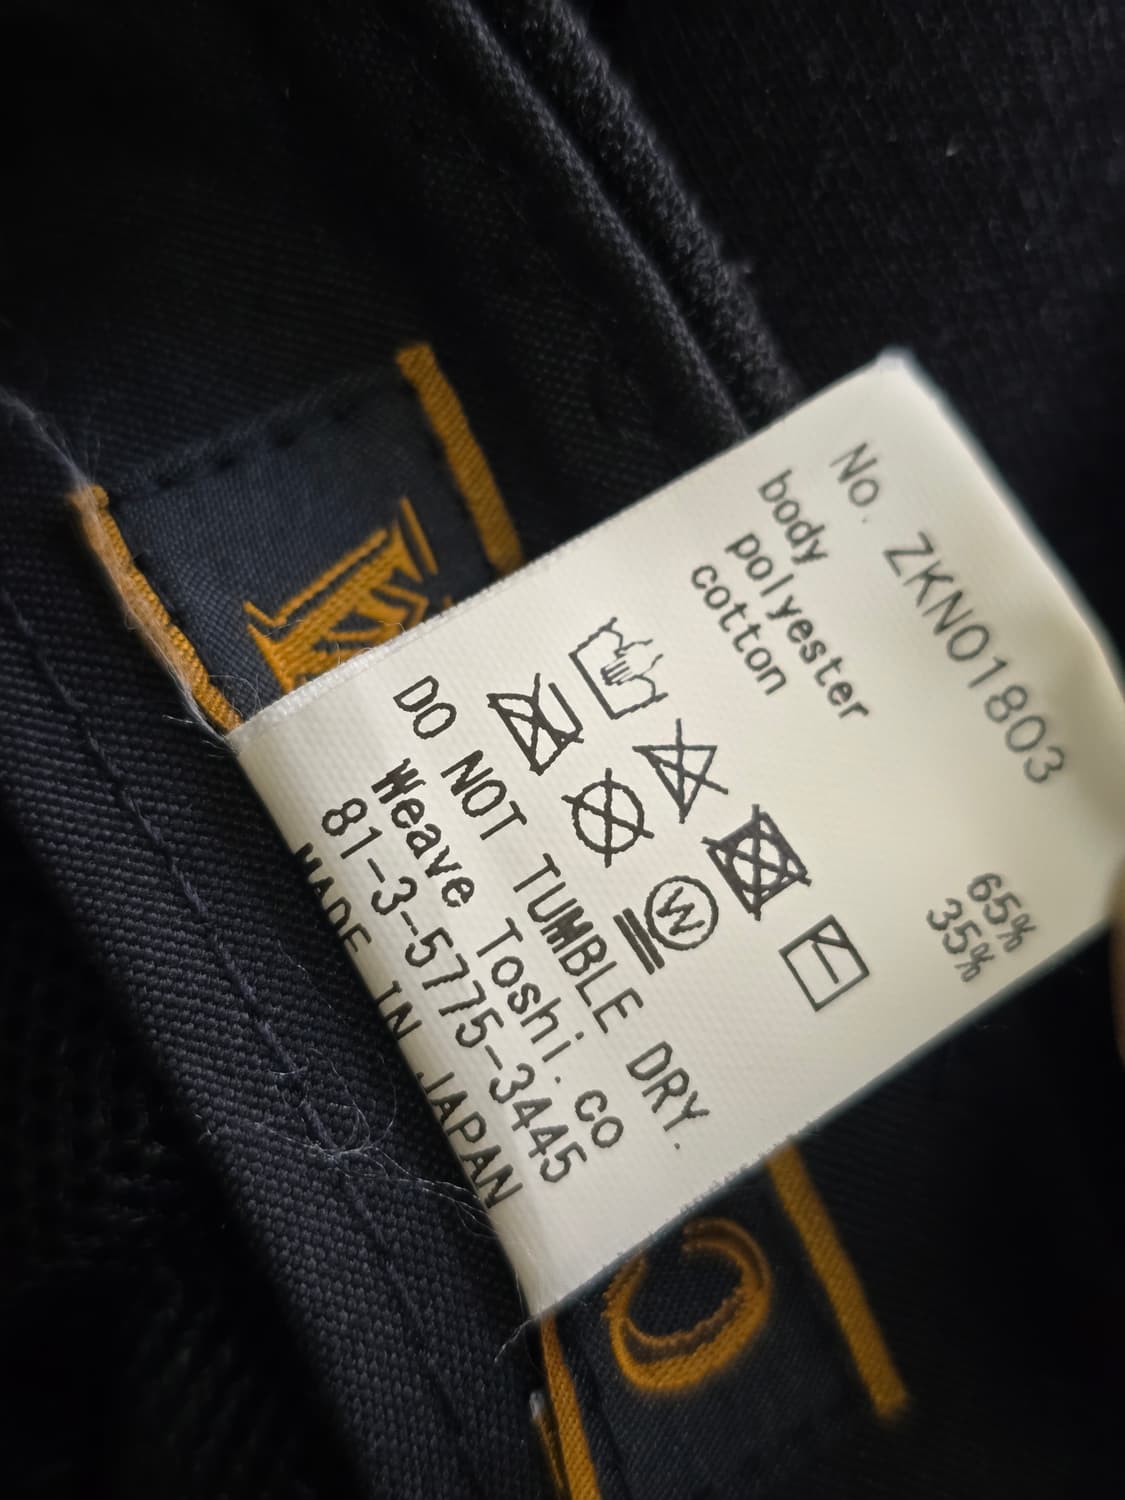 No. ZKN01803
body
polyester 65%
cotton 35%
W
DO NOT TUMBLE DRY.
Weave Toshi. co
81-3-5775-3445
MADE IN JAPAN